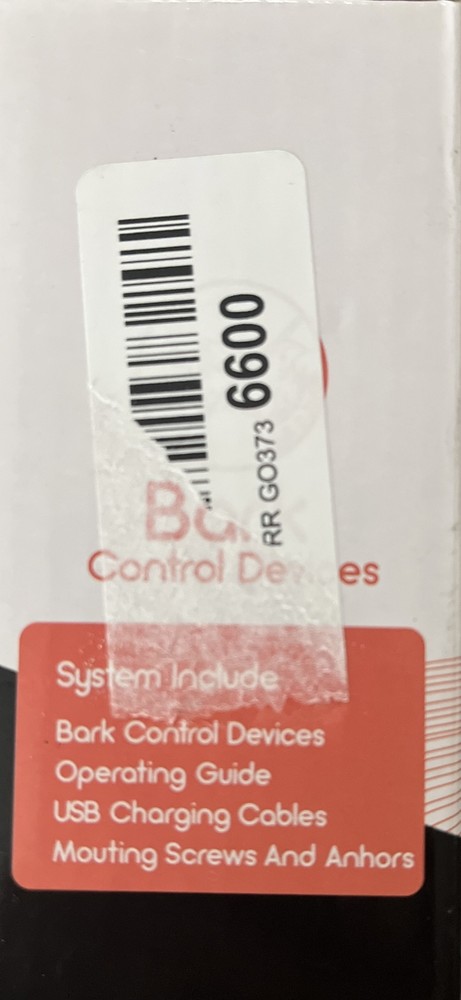 RR GO373 6600
Bark
Control Devices
System Include
Bark Control Devices
Operating Guide
USB Charging Cables
Mouting Screws And Anhors